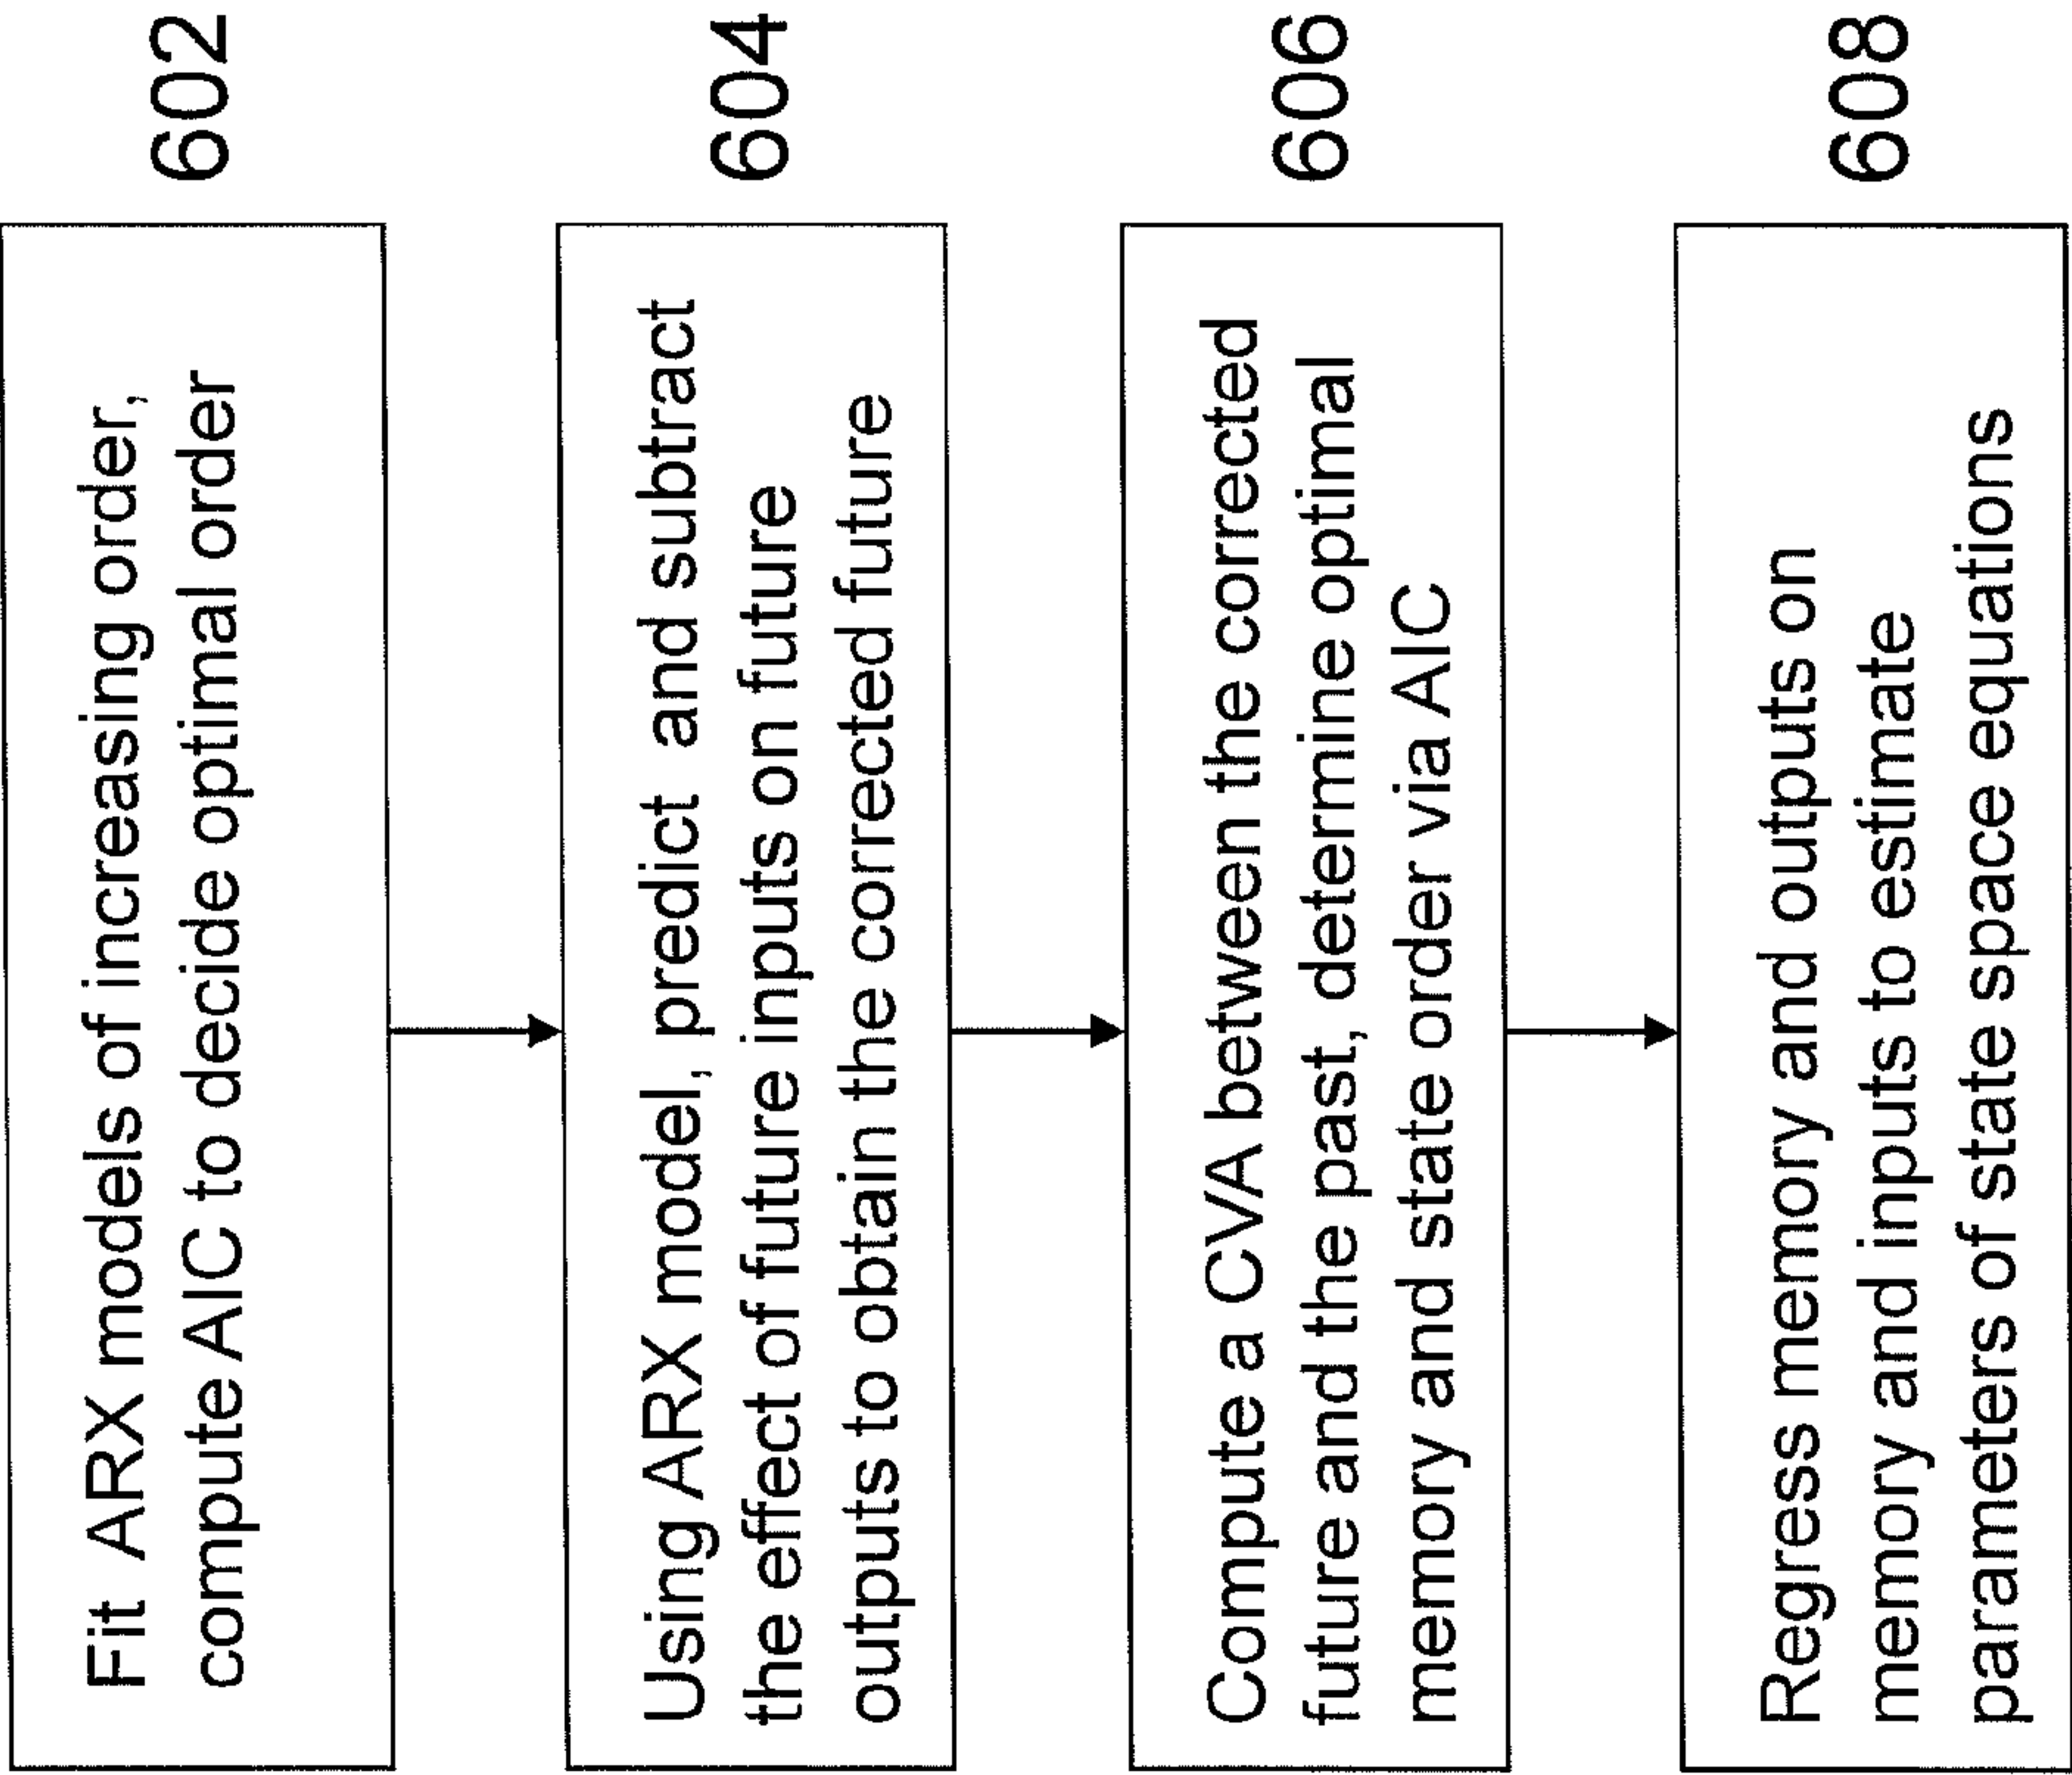 Fit ARX models of increasing order,
compute AIC to decide optimal order
602
Using ARX model, predict and subtract
the effect of future inputs on future
outputs to obtain the corrected future
604
Compute a CVA between the corrected
future and the past, determine optimal
memory and state order via AIC
606
Regress memory and outputs on
memory and inputs to estimate
parameters of state space equations
608